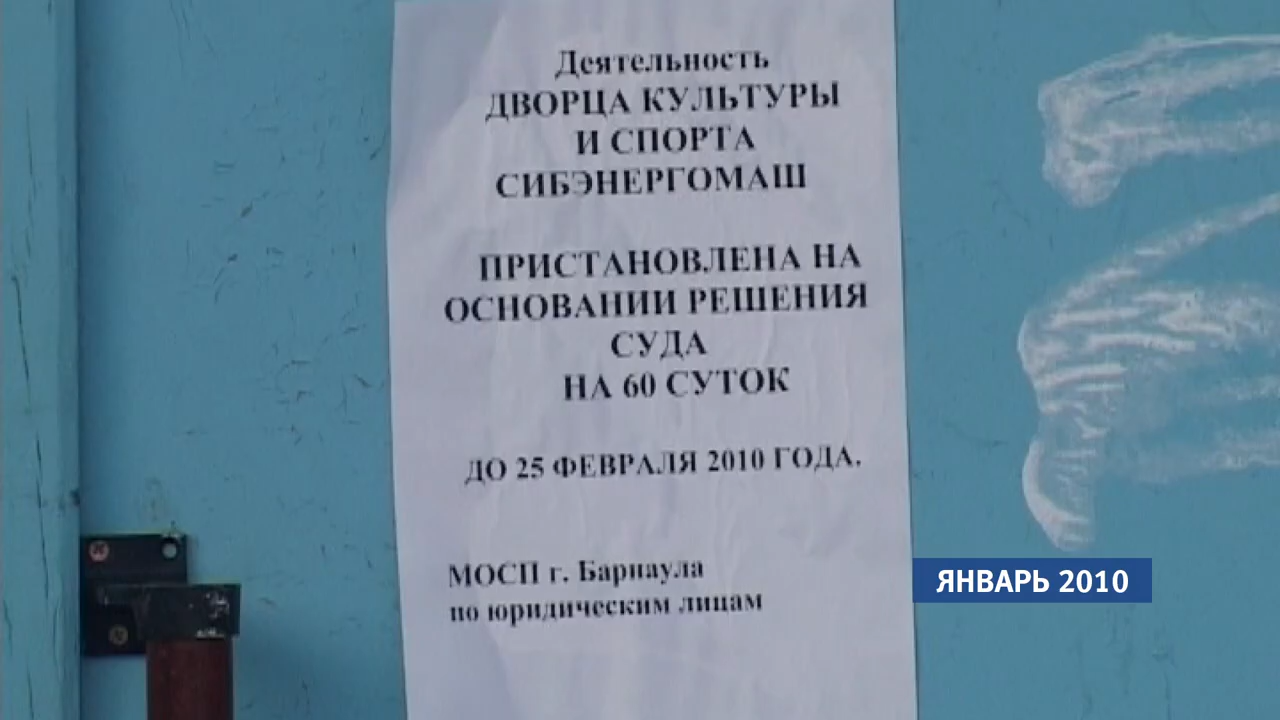 Деятельность
ДВОРЦА КУЛЬТУРЫ
И СПОРТА
СИБЭНЕРГОМАШ
ПРИСТАНОВЛЕНА НА
ОСНОВАНИИ РЕШЕНИЯ
СУДА
НА 60 СУТОК
ДО 25 ФЕВРАЛЯ 2010 ГОДА.
МОСП г. Барнаула
по юридическим лицам
ЯНВАРЬ 2010